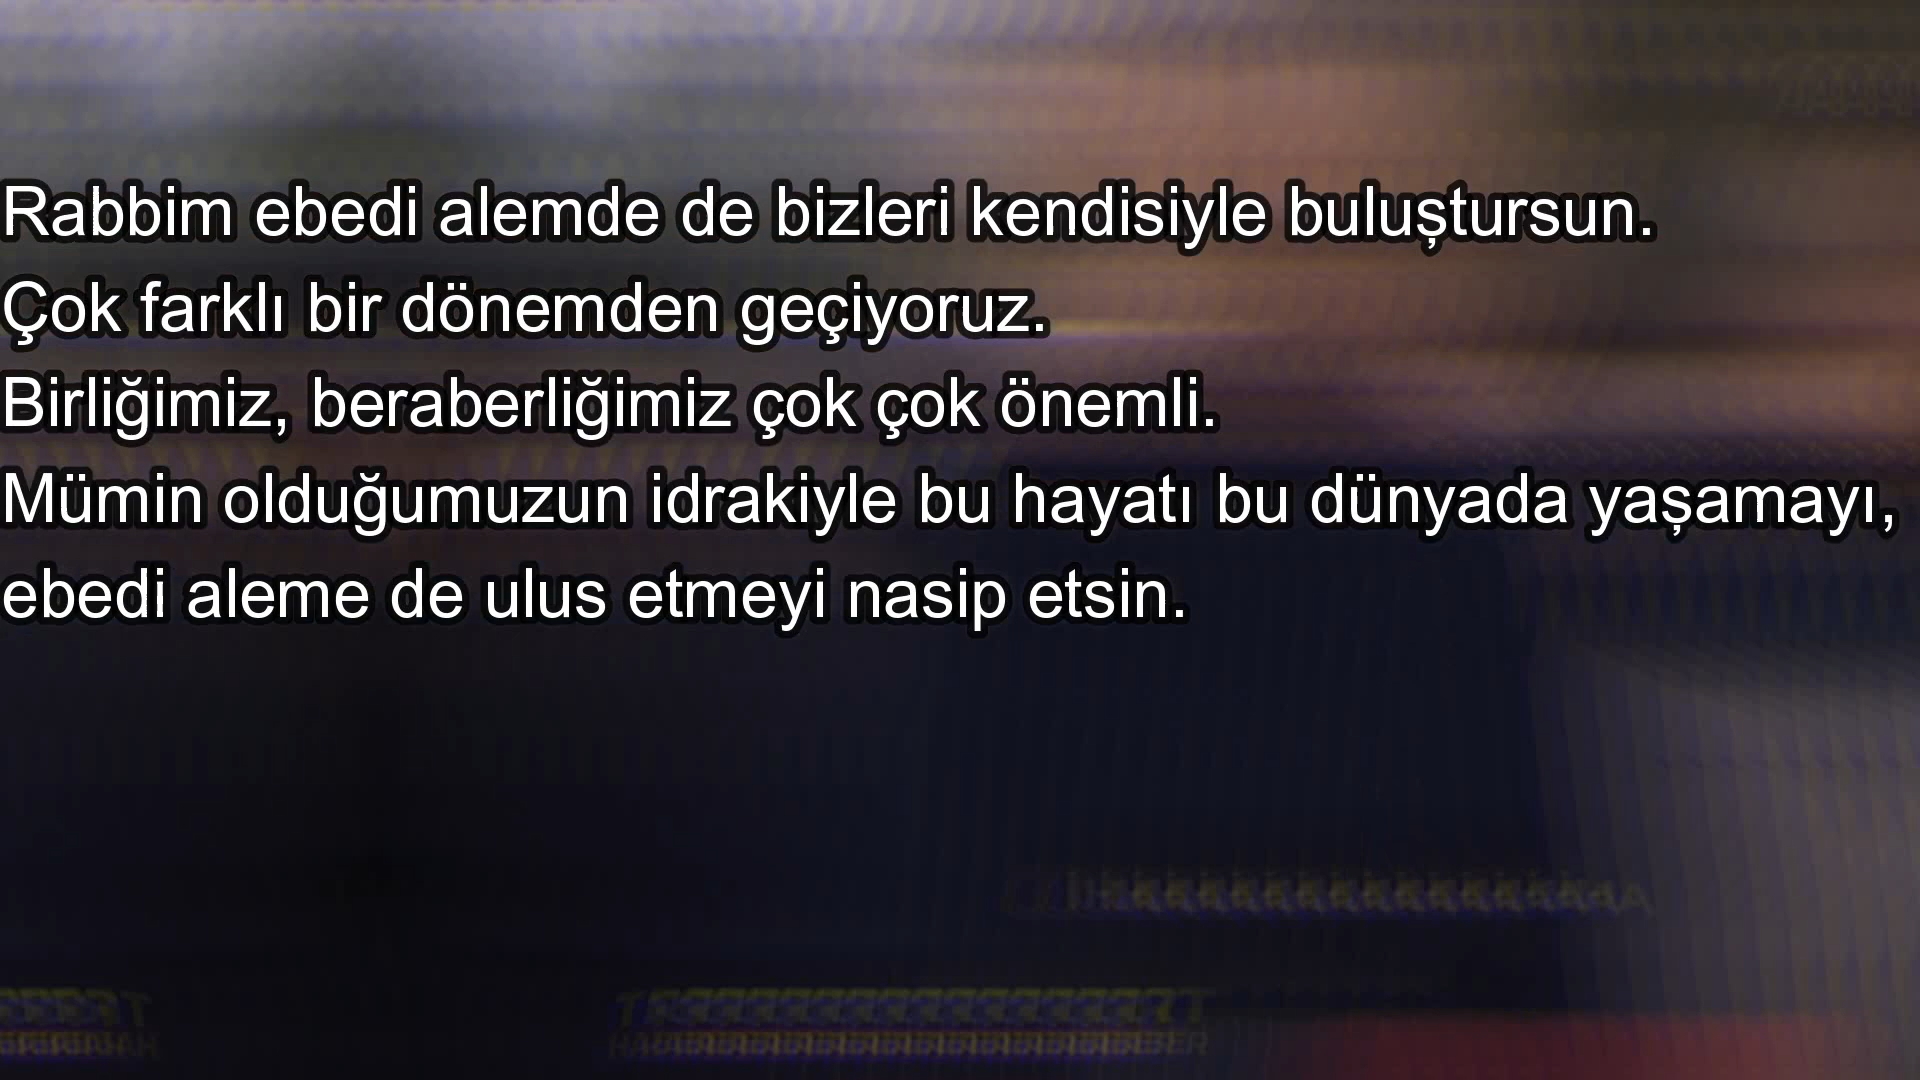 Rabbim ebedi alemde de bizleri kendisiyle buluştursun.
Çok farklı bir dönemden geçiyoruz.
Birliğimiz, beraberliğimiz çok çok önemli.
Mümin olduğumuzun idrakiyle bu hayatı bu dünyada yaşamayı,
ebedi aleme de ulus etmeyi nasip etsin.